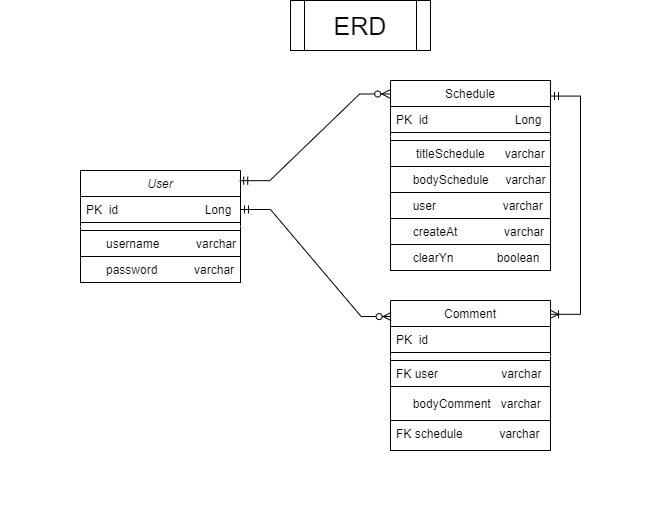 ERD
Schedule
PK id Long
titleSchedule varchar
bodySchedule varchar
user varchar
createAt varchar
clearYn boolean
User
PK id Long
username varchar
password varchar
Comment
PK id
FK user varchar
bodyComment varchar
FK schedule varchar